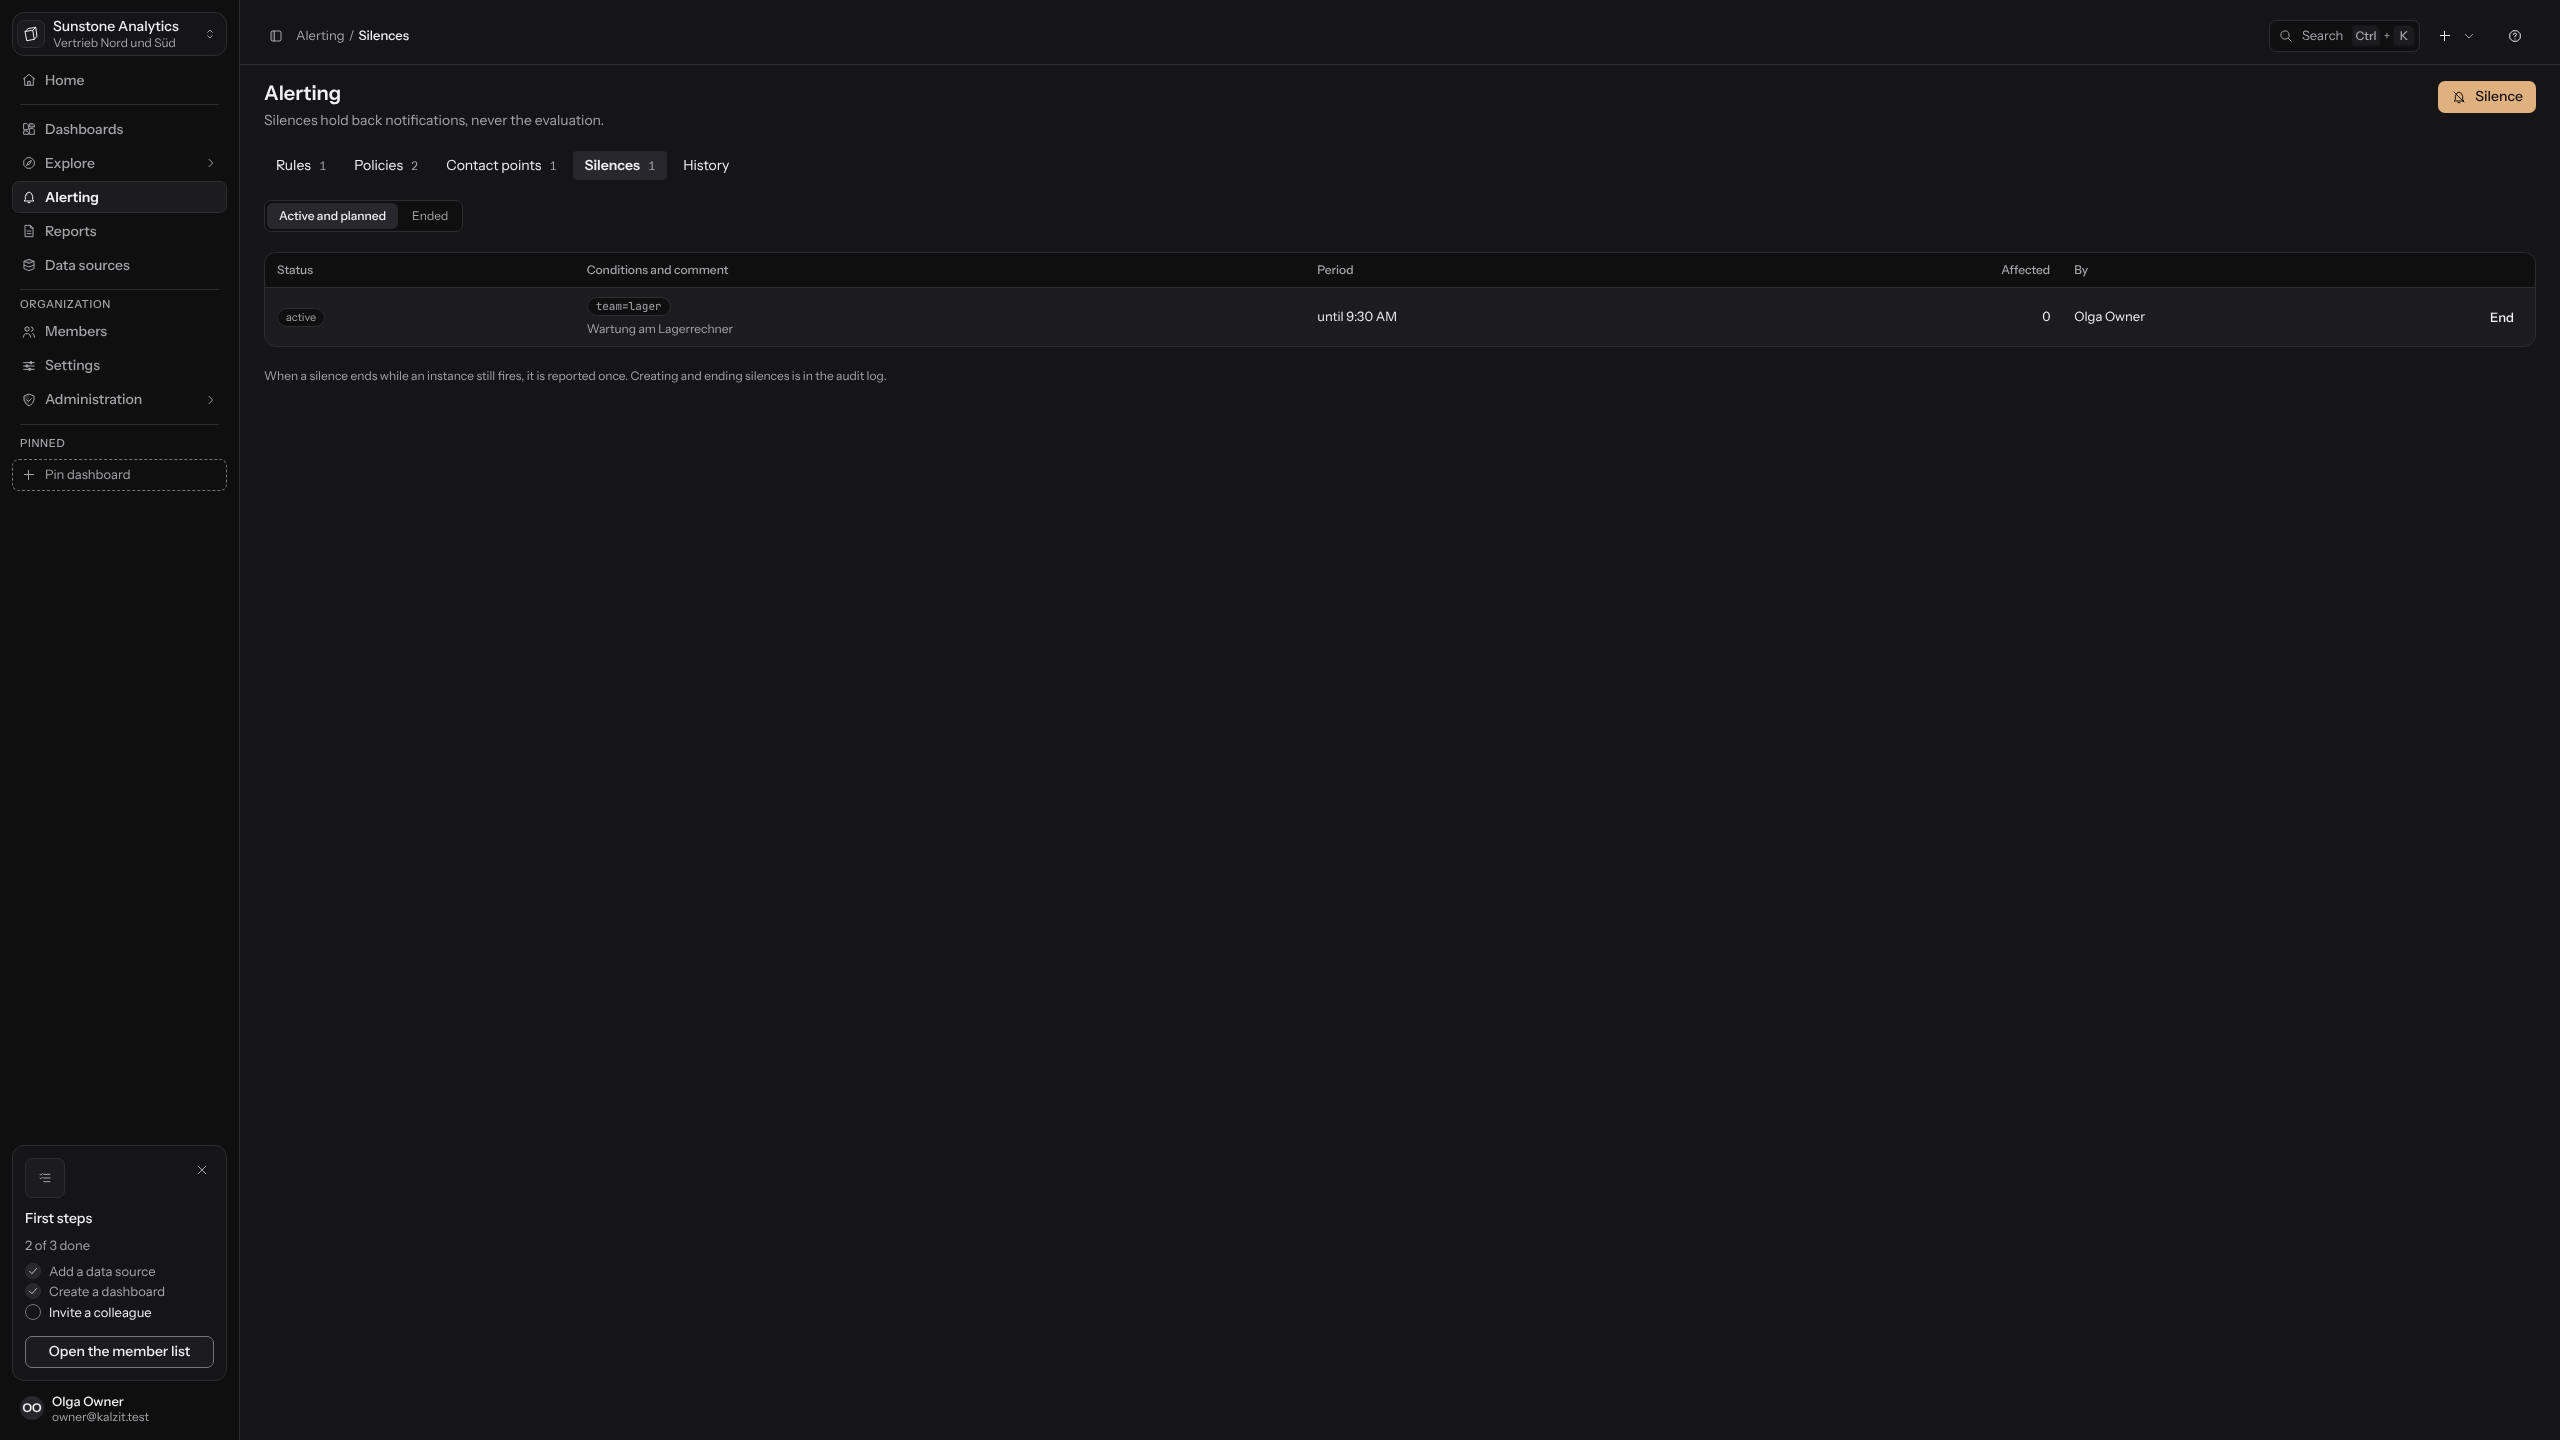 Sunstone Analytics
Vertrieb Nord und Süd
Home
Dashboards
Explore
Alerting
Reports
Data sources
ORGANIZATION
Members
Settings
Administration
PINNED
Pin dashboard
First steps
2 of 3 done
Add a data source
Create a dashboard
Invite a colleague
Open the member list
OO
Olga Owner
owner@kalzit.test
Alerting / Silences
Search Ctrl + K
Alerting
Silences hold back notifications, never the evaluation.
Silence
Rules 1 Policies 2 Contact points 1 Silences 1 History
Active and planned Ended
Status Conditions and comment Period Affected By
active team=lager until 9:30 AM 0 Olga Owner End
Wartung am Lagerrechner
When a silence ends while an instance still fires, it is reported once. Creating and ending silences is in the audit log.